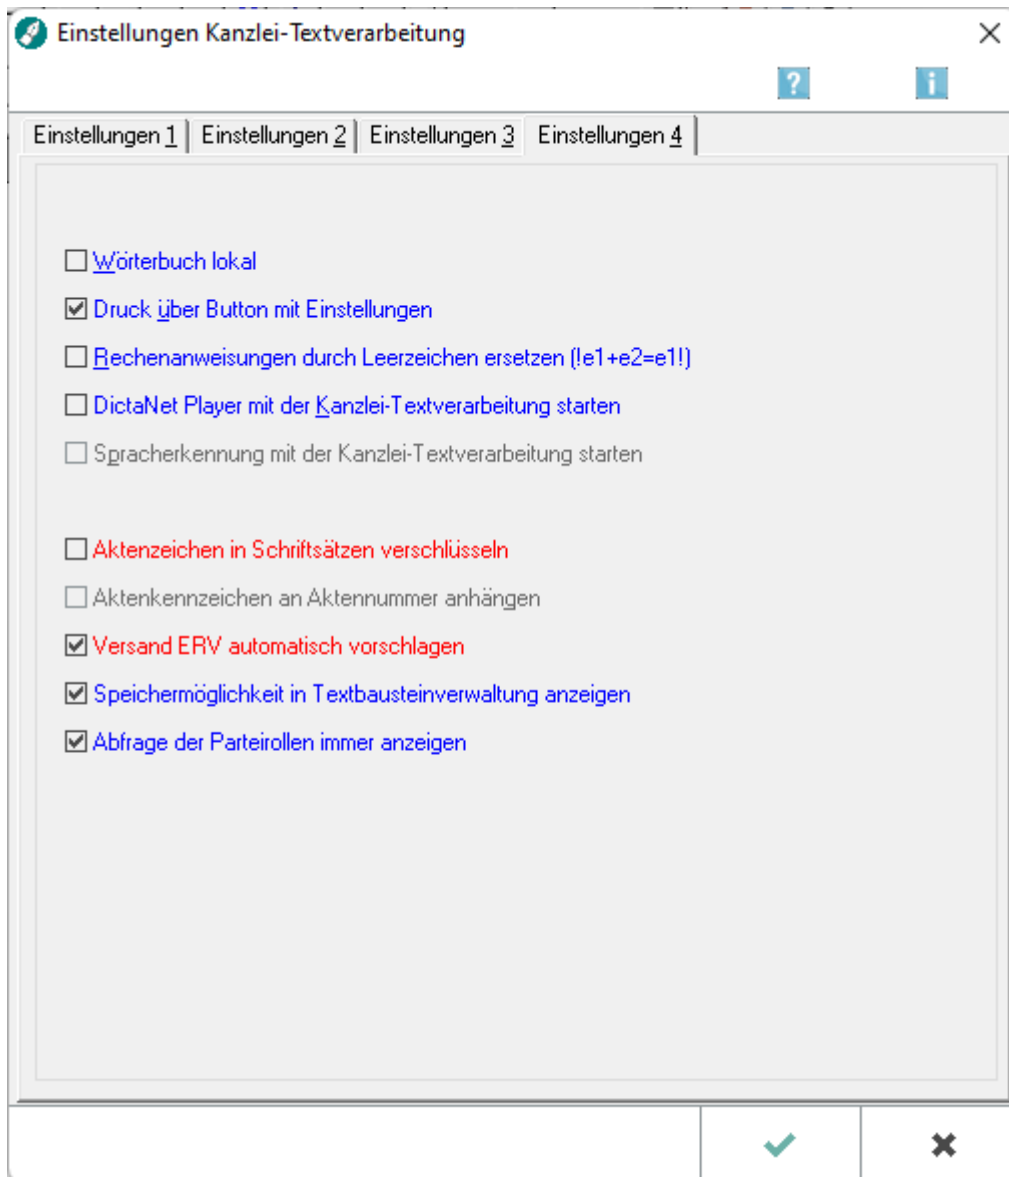 Einstellungen Kanzlei-Textverarbeitung
?
i
Einstellungen 1 Einstellungen 2 Einstellungen 3 Einstellungen 4
Wörterbuch lokal
Druck über Button mit Einstellungen
Rechenanweisungen durch Leerzeichen ersetzen (!e1+e2=e1!)
DictaNet Player mit der Kanzlei-Textverarbeitung starten
Spracherkennung mit der Kanzlei-Textverarbeitung starten
Aktenzeichen in Schriftsätzen verschlüsseln
Aktenkennzeichen an Aktennummer anhängen
Versand ERV automatisch vorschlagen
Speichermöglichkeit in Textbausteinverwaltung anzeigen
Abfrage der Parteirollen immer anzeigen